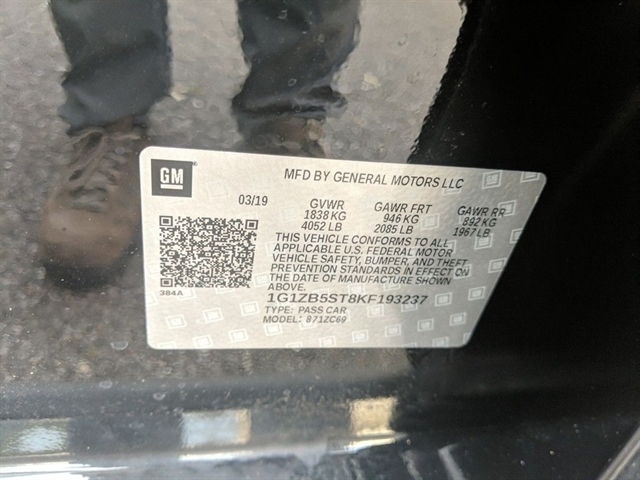 GM
MFD BY GENERAL MOTORS LLC
03/19 GVWR GAWR FRT GAWR RR
1838 KG 946 KG 892 KG
4052 LB 2085 LB 1967 LB
THIS VEHICLE CONFORMS TO ALL
APPLICABLE U.S. FEDERAL MOTOR
VEHICLE SAFETY, BUMPER, AND THEFT
PREVENTION STANDARDS IN EFFECT ON
THE DATE OF MANUFACTURE SHOWN
ABOVE.
384A
1G1ZB5ST8KF193237
TYPE: PASS CAR
MODEL: 871ZC69